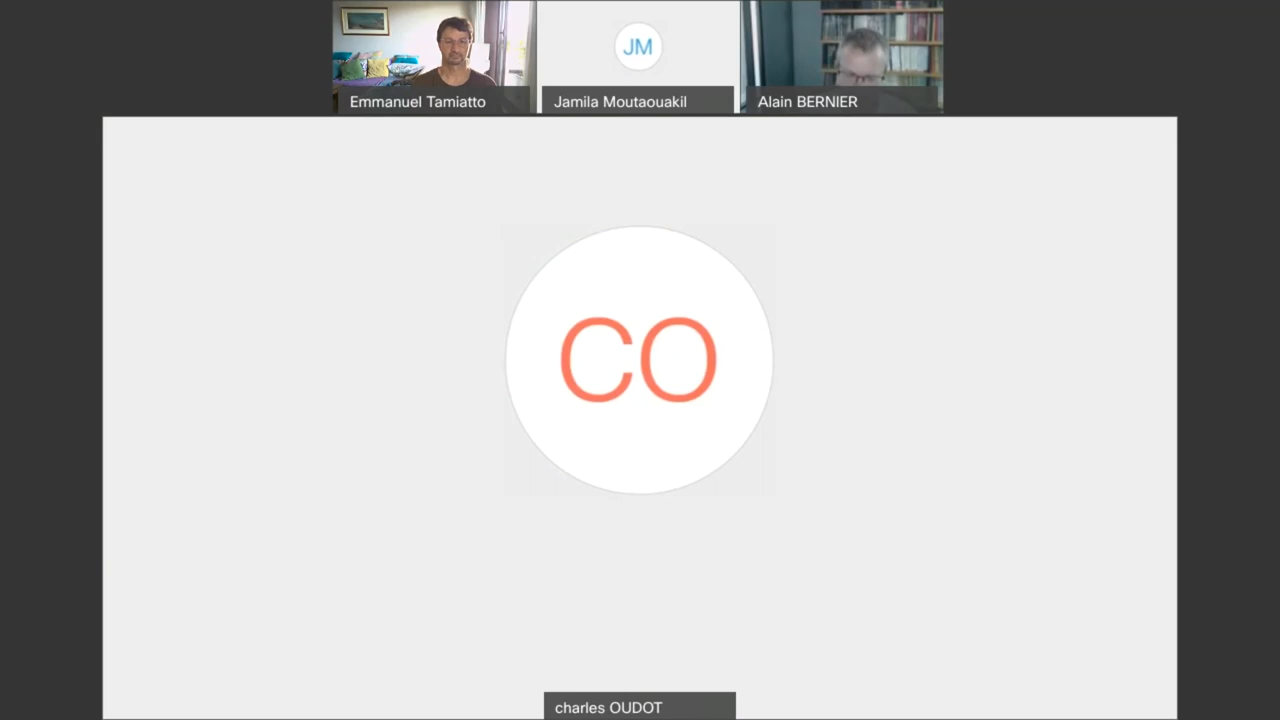 JM
Emmanuel Tamiatto
Jamila Moutaouakil
Alain BERNIER
CO
charles OUDOT